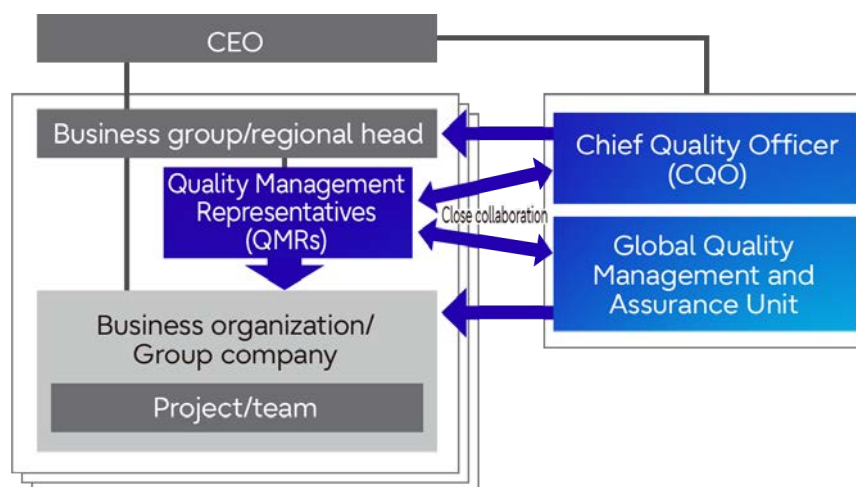 CEO
Business group/regional head
Quality Management
Representatives
(QMRs)
Close collaboration
Chief Quality Officer
(CQO)
Global Quality
Management and
Assurance Unit
Business organization/
Group company
Project/team